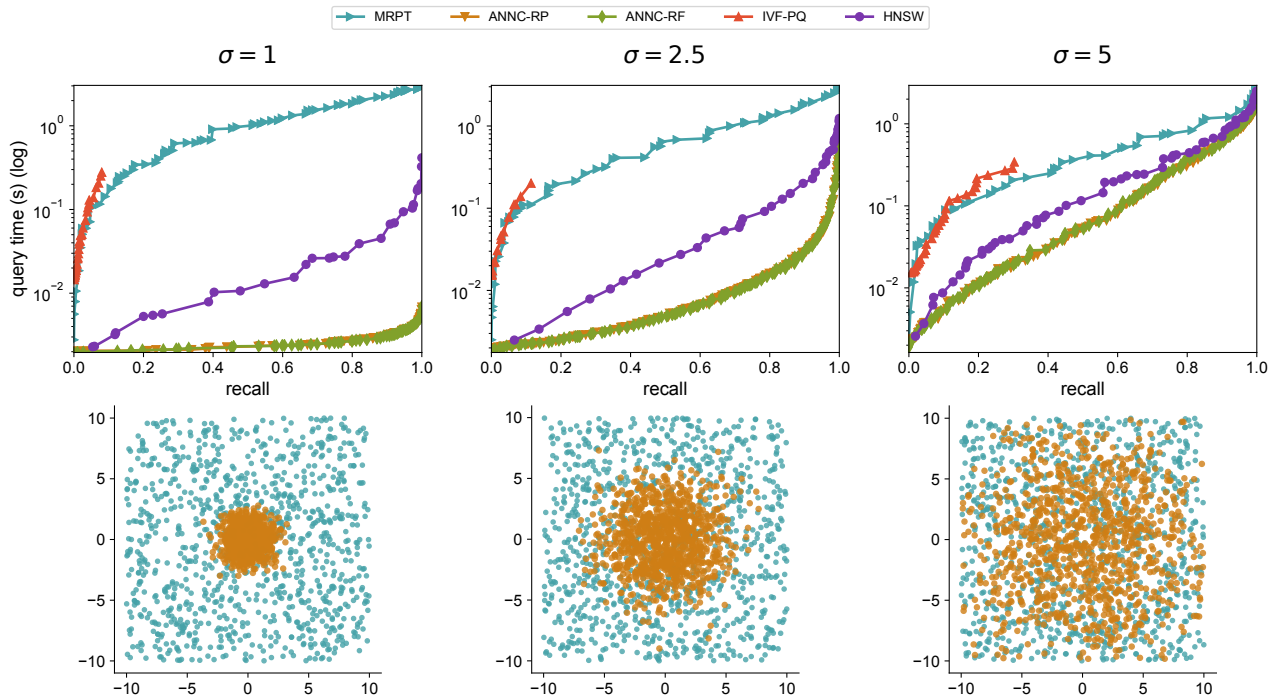 MRPT ANNC-RP ANNC-RF IVF-PQ HNSW
σ = 1 σ = 2.5 σ = 5
query time (s) (log)
10⁰ 10⁻¹ 10⁻²
0.0 0.2 0.4 0.6 0.8 1.0
recall
10⁰ 10⁻¹ 10⁻²
0.0 0.2 0.4 0.6 0.8 1.0
recall
10⁰ 10⁻¹ 10⁻²
0.0 0.2 0.4 0.6 0.8 1.0
recall
10 5 0 −5 −10
−10 −5 0 5 10
10 5 0 −5 −10
−10 −5 0 5 10
10 5 0 −5 −10
−10 −5 0 5 10